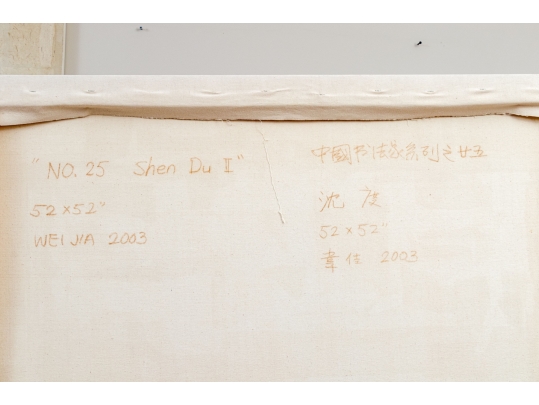 "NO. 25 Shen Du II"
52 x 52"
WEI JIA 2003
中國书法家系列之廿五
沈度
52 x 52"
韋佳 2003